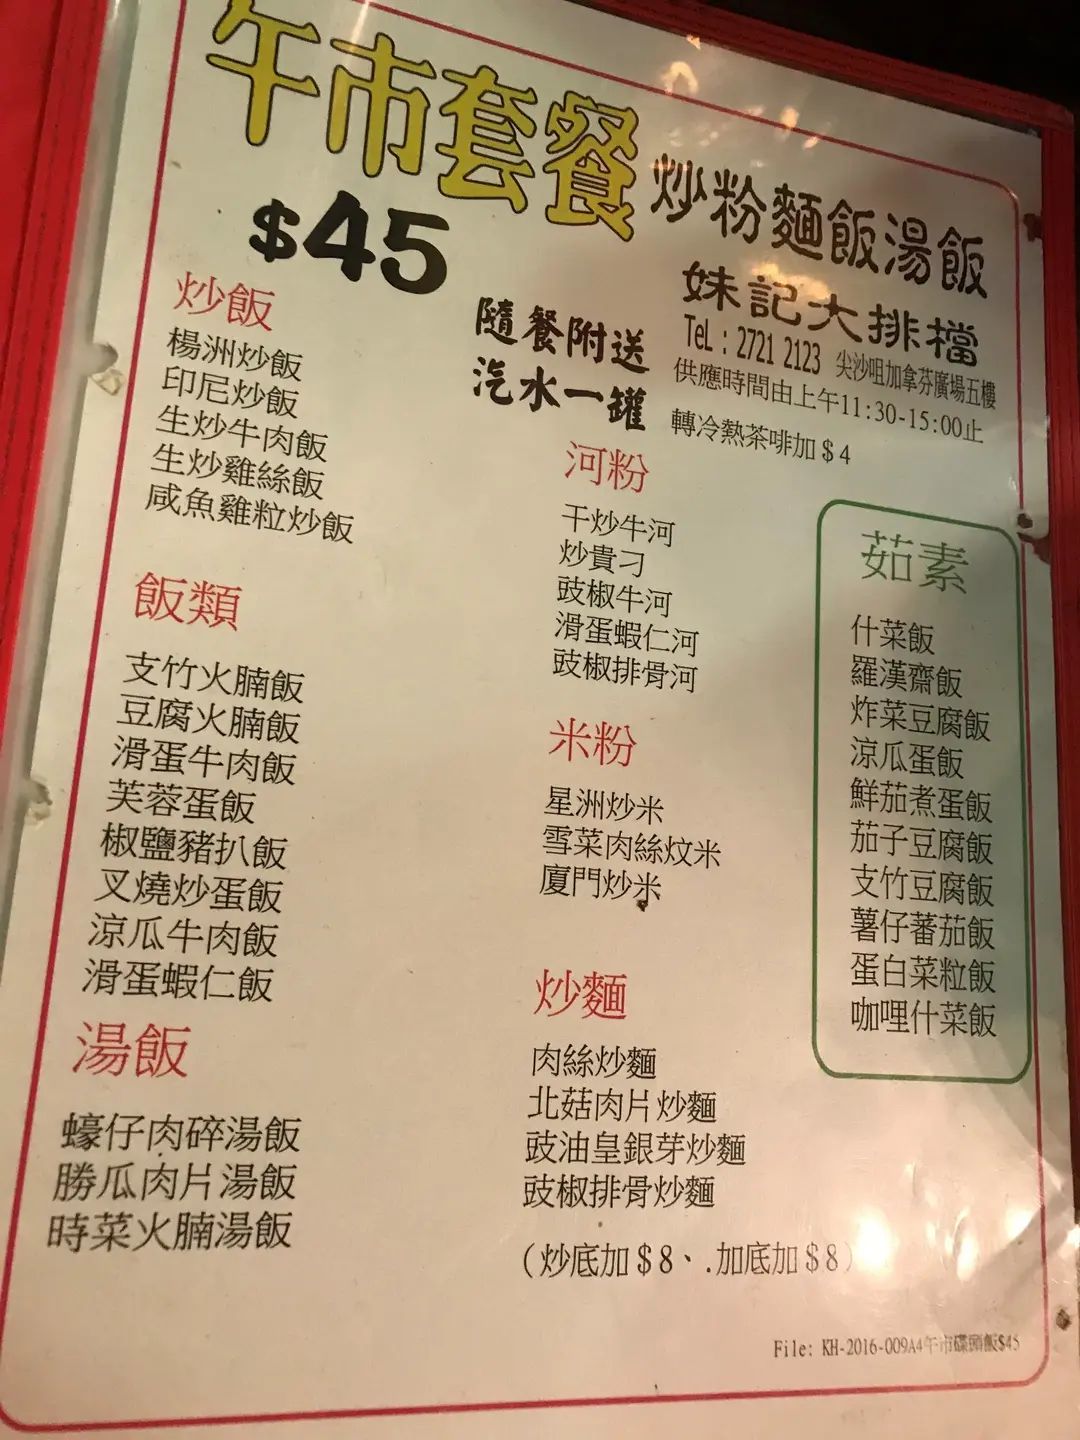 午市套餐
炒粉麵飯湯飯
$45
妹記大排檔
隨餐附送
汽水一罐
TeL : 2721 2123 尖沙咀加拿芬廣場五樓
供應時間由上午11:30-15:00止
轉冷熱茶啡加$4
炒飯
楊洲炒飯
印尼炒飯
生炒牛肉飯
生炒雞絲飯
咸魚雞粒炒飯
飯類
支竹火腩飯
豆腐火腩飯
滑蛋牛肉飯
芙蓉蛋飯
椒鹽豬扒飯
叉燒炒蛋飯
涼瓜牛肉飯
滑蛋蝦仁飯
湯飯
蠔仔肉碎湯飯
勝瓜肉片湯飯
時菜火腩湯飯
河粉
干炒牛河
炒貴刁
豉椒牛河
滑蛋蝦仁河
豉椒排骨河
米粉
星洲炒米
雪菜肉絲炆米
廈門炒米
炒麵
肉絲炒麵
北菇肉片炒麵
豉油皇銀芽炒麵
豉椒排骨炒麵
(炒底加$8、.加底加$8)
茹素
什菜飯
羅漢齋飯
炸菜豆腐飯
涼瓜蛋飯
鮮茄煮蛋飯
茄子豆腐飯
支竹豆腐飯
薯仔蕃茄飯
蛋白菜粒飯
咖哩什菜飯
File: KH-2016-009A4午市碟頭飯$45